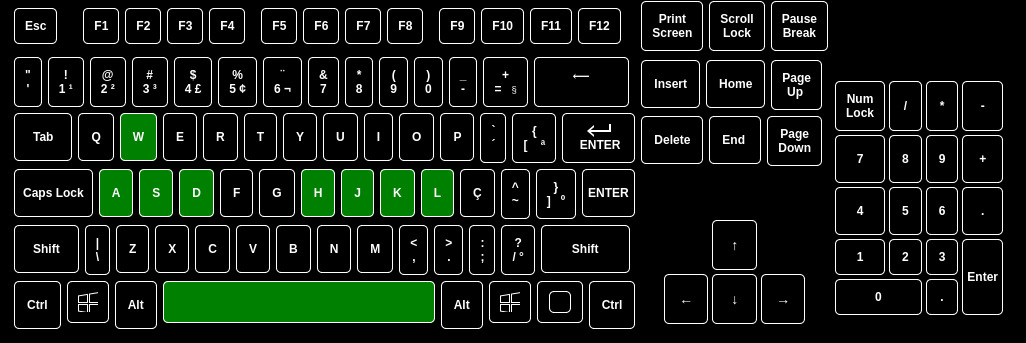 Esc F1 F2 F3 F4 F5 F6 F7 F8 F9 F10 F11 F12 Print Screen Scroll Lock Pause Break
" ! @ # $ % ¨ & * ( ) _ + ←
' 1 ¹ 2 ² 3 ³ 4 £ 5 ¢ 6 ¬ 7 8 9 0 - = §
Insert Home Page Up
Num Lock / * -
Tab Q W E R T Y U I O P ` { ENTER
´ [ ª
Delete End Page Down
7 8 9 +
Caps Lock A S D F G H J K L Ç ^ } ENTER
~ ] º
4 5 6 .
Shift | Z X C V B N M < > : ? Shift
\ , . ; / °
↑
1 2 3 Enter
Ctrl Alt Alt Ctrl
← ↓ →
0 .